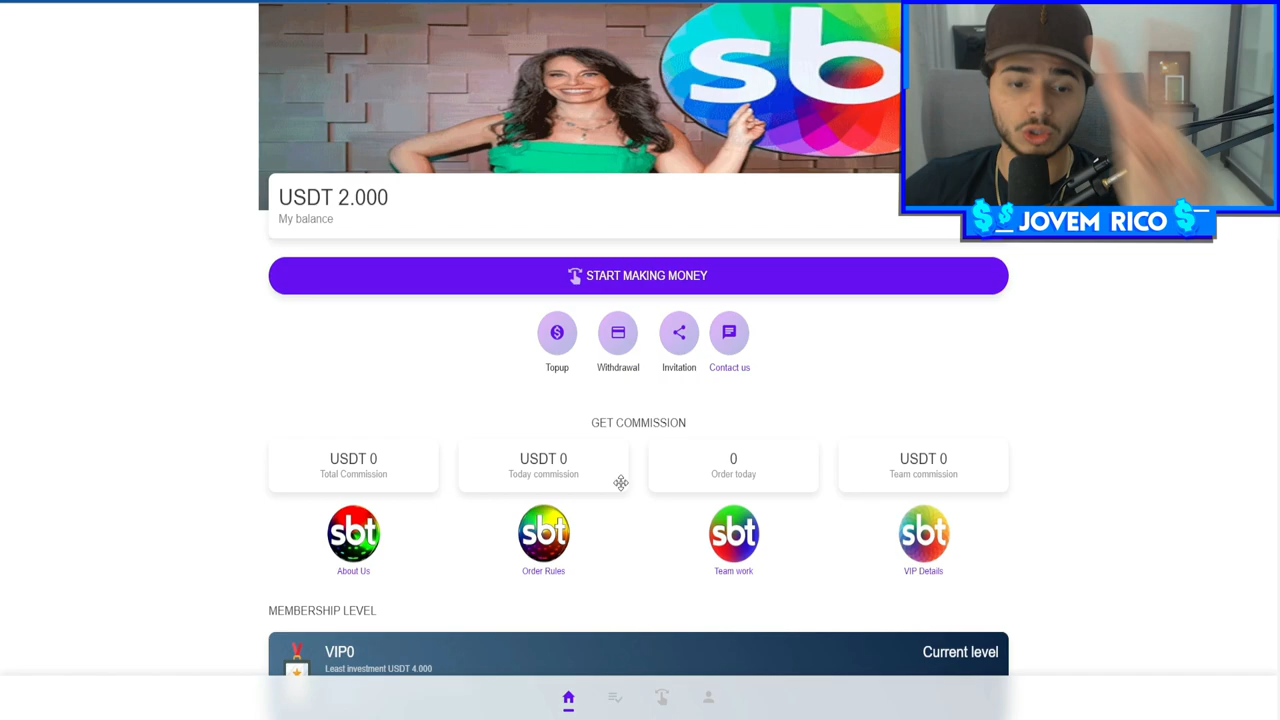 sb
USDT 2.000
My balance
$ $_ JOVEM RICO $_
START MAKING MONEY
Topup
Withdrawal
Invitation
Contact us
GET COMMISSION
USDT 0
Total Commission
USDT 0
Today commission
0
Order today
USDT 0
Team commission
sbt
About Us
sbt
Order Rules
sbt
Team work
sbt
VIP Details
MEMBERSHIP LEVEL
VIP0
Current level
Least investment USDT 4.000